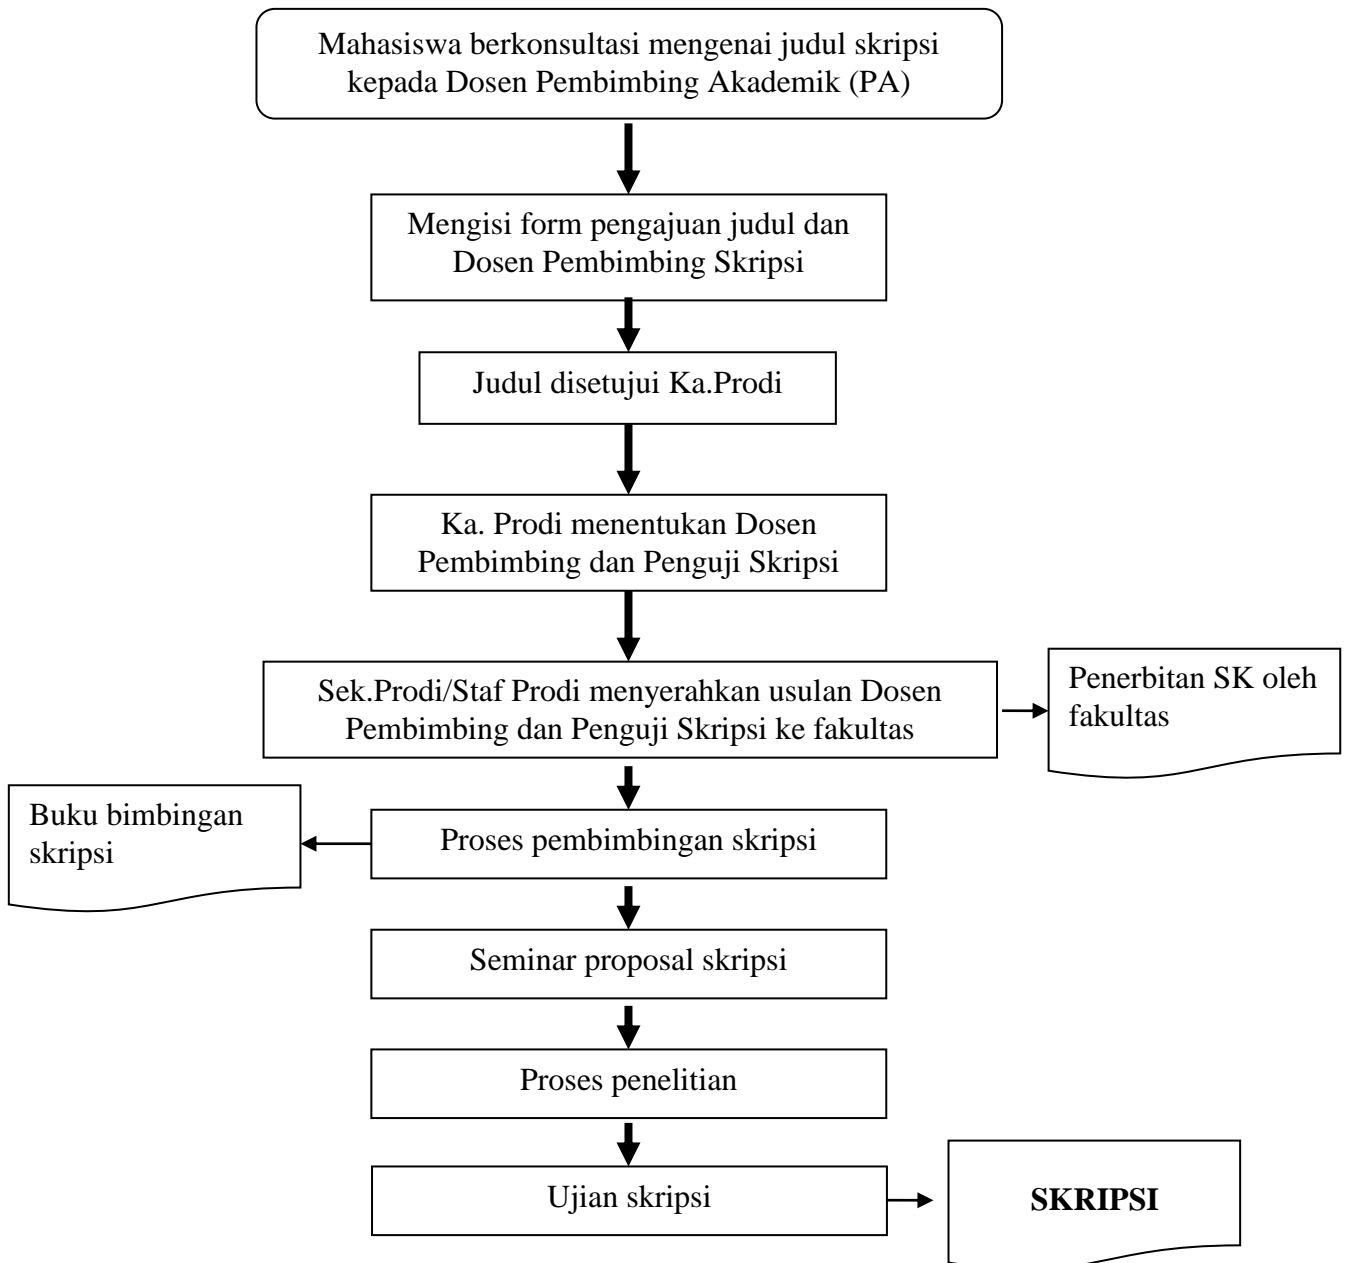 Mahasiswa berkonsultasi mengenai judul skripsi
kepada Dosen Pembimbing Akademik (PA)
Mengisi form pengajuan judul dan
Dosen Pembimbing Skripsi
Judul disetujui Ka.Prodi
Ka. Prodi menentukan Dosen
Pembimbing dan Penguji Skripsi
Sek.Prodi/Staf Prodi menyerahkan usulan Dosen
Pembimbing dan Penguji Skripsi ke fakultas
Penerbitan SK oleh
fakultas
Proses pembimbingan skripsi
Buku bimbingan
skripsi
Seminar proposal skripsi
Proses penelitian
Ujian skripsi
SKRIPSI